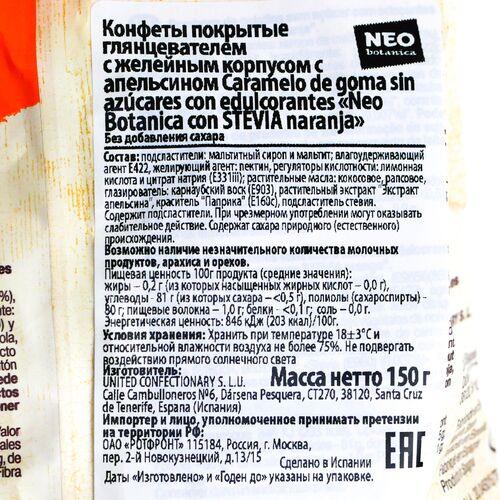 Конфеты покрытые
глянцевателем
с желейным корпусом с
апельсином Caramelo de goma sin
azúcares con edulcorantes «Neo
Botanica con STEVIA naranja»
NEO
botanica
Без добавления сахара
Состав: подсластители: мальтитный сироп и мальтит; влагоудерживающий
агент Е422, желирующий агент: пектин, регуляторы кислотности: лимонная
кислота и цитрат натрия (Е331iii); растительные масла: кокосовое, рапсовое,
глазирователь: карнаубский воск (Е903), растительный экстракт "Экстракт
апельсина", краситель "Паприка" (Е160с), подсластитель стевия.
Содержит подсластители. При чрезмерном употреблении могут оказывать
слабительное действие. Содержат сахара природного (естественного)
происхождения.
Возможно наличие незначительного количества молочных
продуктов, арахиса и орехов.
Пищевая ценность 100г продукта (средние значения):
жиры – 0,2 г (из которых насыщенных жирных кислот – 0,0 г),
углеводы - 81 г (из которых сахара – <0,5 г), полиолы (сахароспирты) -
80 г; пищевые волокна – 1,0 г; белки - <0,1 г; соль – 0,0 г.
Энергетическая ценность: 846 кДж (203 ккал)/100г.
Условия хранения: Хранить при температуре 18±3°С и
относительной влажности воздуха не более 75%. Не подвергать
воздействию прямого солнечного света
Изготовитель:
UNITED CONFECTIONARY S. L.U.
Масса нетто 150 г
Calle Cambulloneros №6, Dársena Pesquera, CT270, 38120, Santa Cruz
de Tenerife, Espana (Испания)
Импортер и лицо, уполномоченное принимать претензии
на территории РФ:
ОАО «РОТФРОНТ» 115184, Россия, г. Москва,
пер. 2-й Новокузнецкий, д.13/15
Сделано в Испании
EAC
Даты «Изготовлено» и «Годен до» указаны на упаковке.